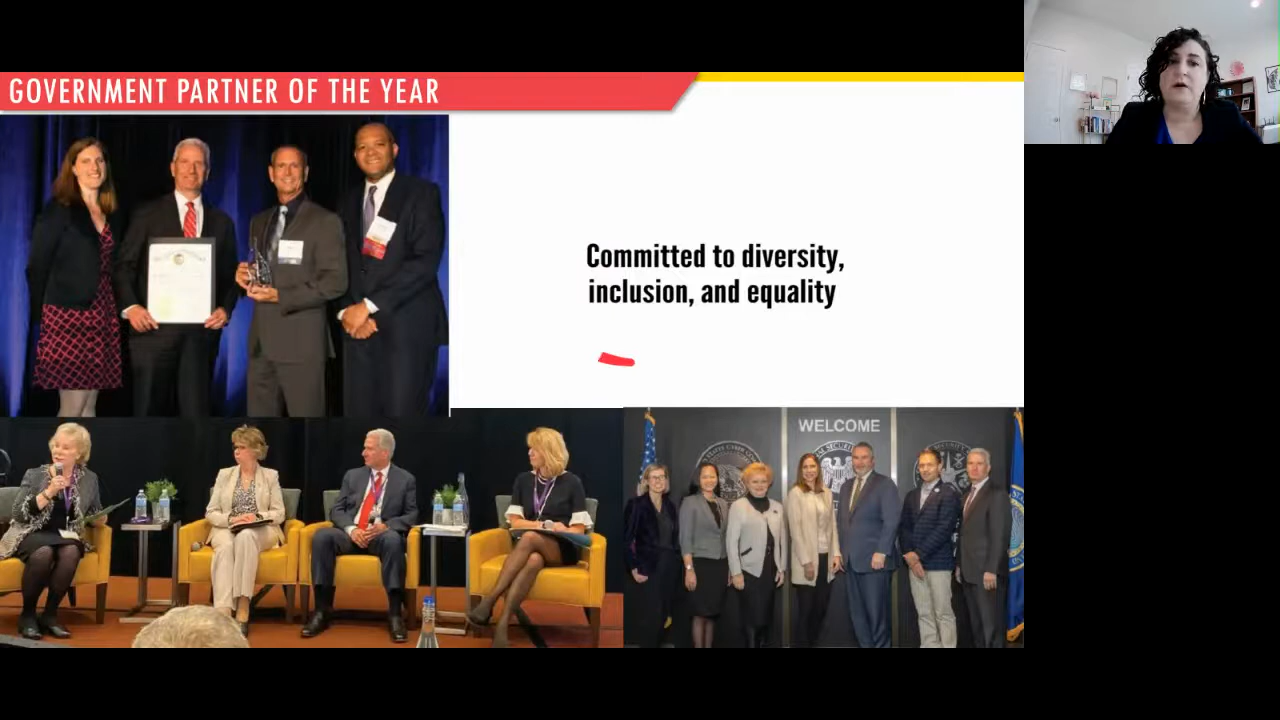 GOVERNMENT PARTNER OF THE YEAR
Committed to diversity,
inclusion, and equality
WELCOME